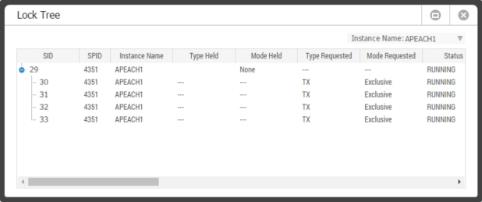 Lock Tree
Instance Name: APEACH1
SID SPID Instance Name Type Held Mode Held Type Requested Mode Requested Status
29 4351 APEACH1 None --- --- RUNNING
30 4351 APEACH1 --- --- TX Exclusive RUNNING
31 4351 APEACH1 --- --- TX Exclusive RUNNING
32 4351 APEACH1 --- --- TX Exclusive RUNNING
33 4351 APEACH1 --- --- TX Exclusive RUNNING